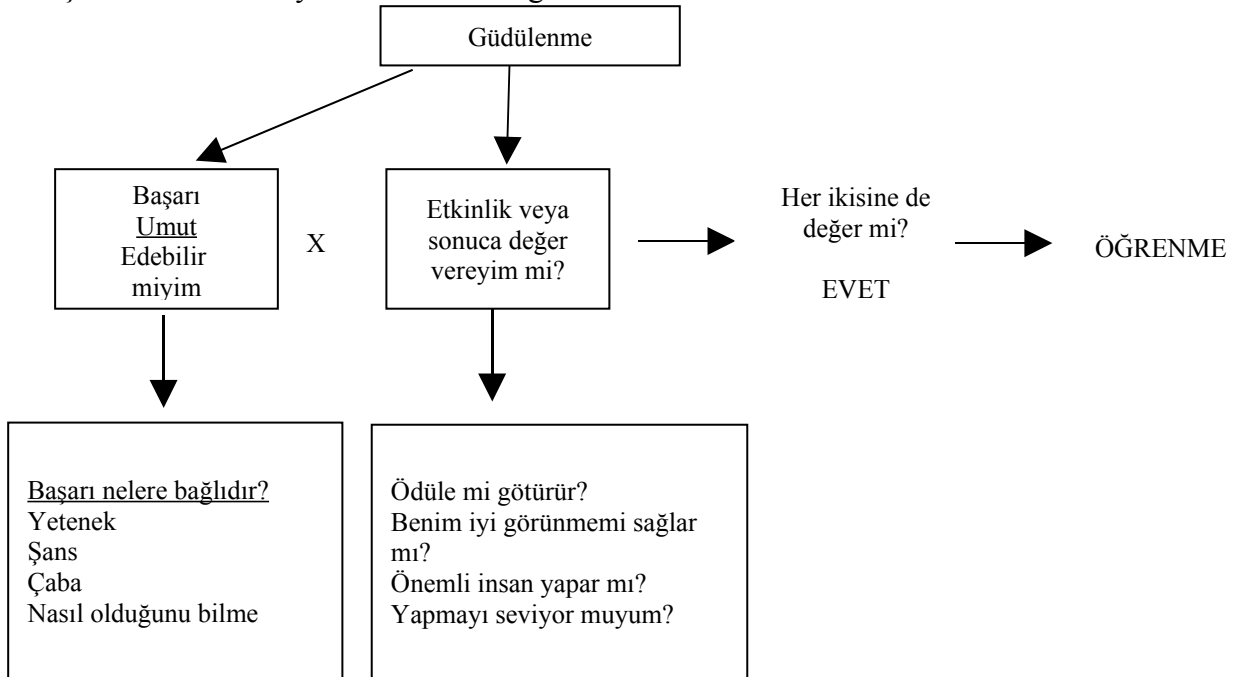 Güdülenme
Başarı
Umut
Edebilir
miyim
X
Etkinlik veya
sonuca değer
vereyim mi?
Her ikisine de
değer mi?
EVET
ÖĞRENME
Başarı nelere bağlıdır?
Yetenek
Şans
Çaba
Nasıl olduğunu bilme
Ödüle mi götürür?
Benim iyi görünmemi sağlar
mı?
Önemli insan yapar mı?
Yapmayı seviyor muyum?